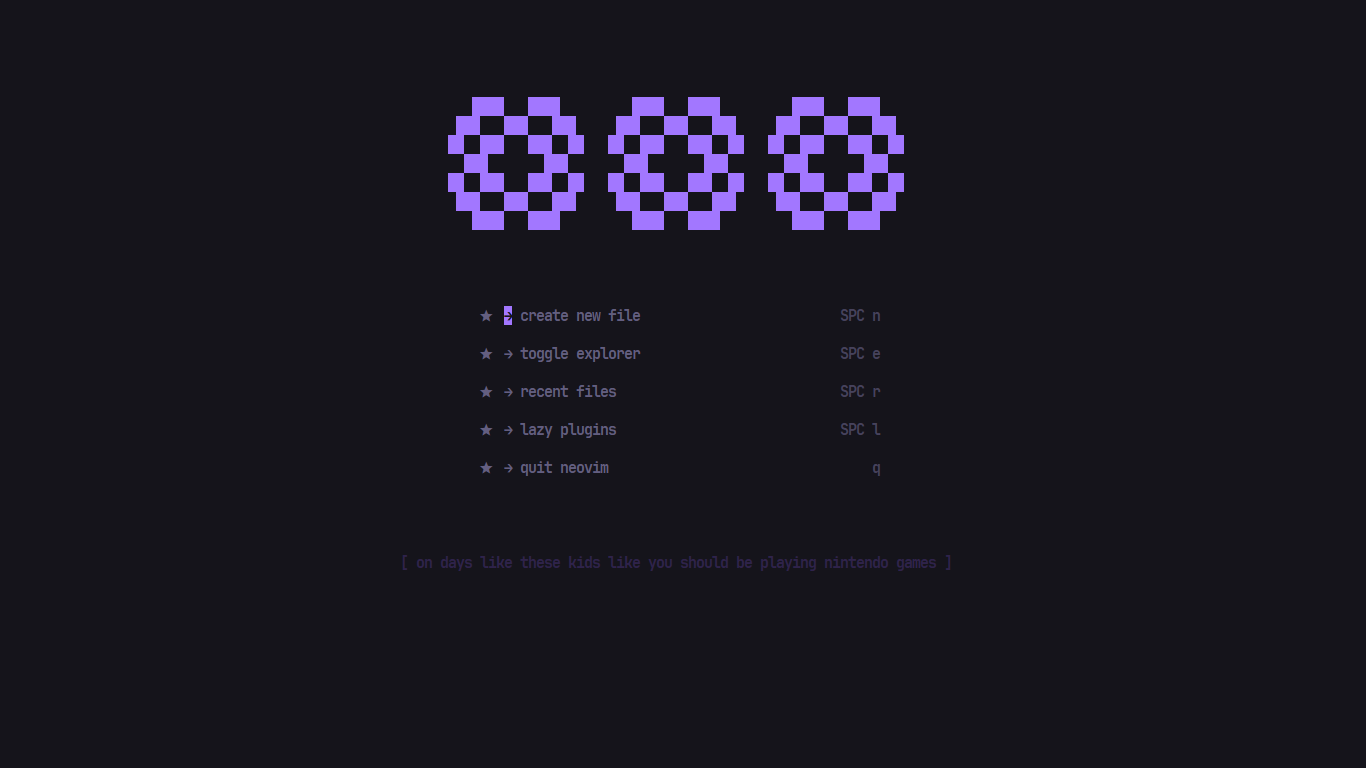 ★ → create new file SPC n
★ → toggle explorer SPC e
★ → recent files SPC r
★ → lazy plugins SPC l
★ → quit neovim q
[ on days like these kids like you should be playing nintendo games ]